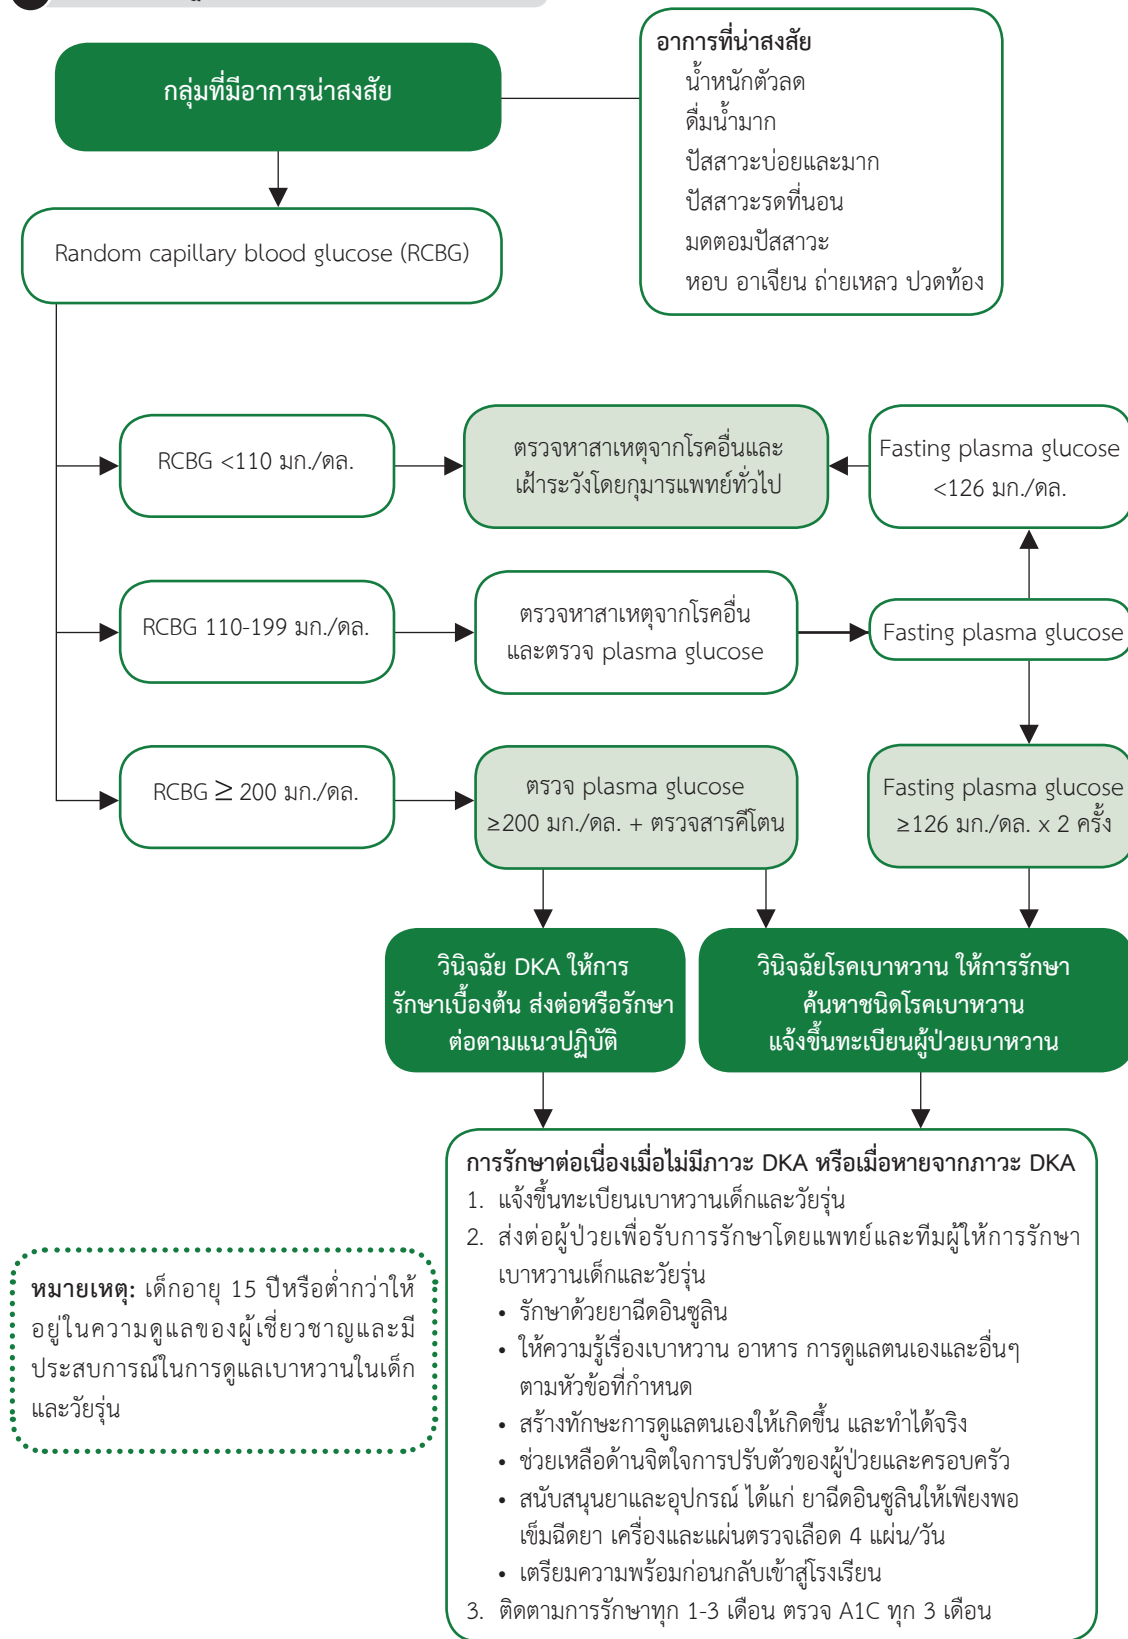 กลุ่มที่มีอาการน่าสงสัย
อาการที่น่าสงสัย
น้ำหนักตัวลด
ดื่มน้ำมาก
ปัสสาวะบ่อยและมาก
ปัสสาวะรดที่นอน
มดตอมปัสสาวะ
หอบ อาเจียน ถ่ายเหลว ปวดท้อง
Random capillary blood glucose (RCBG)
RCBG <110 มก./ดล.
ตรวจหาสาเหตุจากโรคอื่นและ
เฝ้าระวังโดยกุมารแพทย์ทั่วไป
Fasting plasma glucose
<126 มก./ดล.
RCBG 110-199 มก./ดล.
ตรวจหาสาเหตุจากโรคอื่น
และตรวจ plasma glucose
Fasting plasma glucose
RCBG ≥ 200 มก./ดล.
ตรวจ plasma glucose
≥200 มก./ดล. + ตรวจสารคีโตน
Fasting plasma glucose
≥126 มก./ดล. x 2 ครั้ง
วินิจฉัย DKA ให้การ
รักษาเบื้องต้น ส่งต่อหรือรักษา
ต่อตามแนวปฏิบัติ
วินิจฉัยโรคเบาหวาน ให้การรักษา
ค้นหาชนิดโรคเบาหวาน
แจ้งขึ้นทะเบียนผู้ป่วยเบาหวาน
การรักษาต่อเนื่องเมื่อไม่มีภาวะ DKA หรือเมื่อหายจากภาวะ DKA
1. แจ้งขึ้นทะเบียนเบาหวานเด็กและวัยรุ่น
2. ส่งต่อผู้ป่วยเพื่อรับการรักษาโดยแพทย์และทีมผู้ให้การรักษา
เบาหวานเด็กและวัยรุ่น
• รักษาด้วยยาฉีดอินซูลิน
• ให้ความรู้เรื่องเบาหวาน อาหาร การดูแลตนเองและอื่นๆ
ตามหัวข้อที่กำหนด
• สร้างทักษะการดูแลตนเองให้เกิดขึ้น และทำได้จริง
• ช่วยเหลือด้านจิตใจการปรับตัวของผู้ป่วยและครอบครัว
• สนับสนุนยาและอุปกรณ์ ได้แก่ ยาฉีดอินซูลินให้เพียงพอ
เข็มฉีดยา เครื่องและแผ่นตรวจเลือด 4 แผ่น/วัน
• เตรียมความพร้อมก่อนกลับเข้าสู่โรงเรียน
3. ติดตามการรักษาทุก 1-3 เดือน ตรวจ A1C ทุก 3 เดือน
หมายเหตุ: เด็กอายุ 15 ปีหรือต่ำกว่าให้
อยู่ในความดูแลของผู้เชี่ยวชาญและมี
ประสบการณ์ในการดูแลเบาหวานในเด็ก
และวัยรุ่น